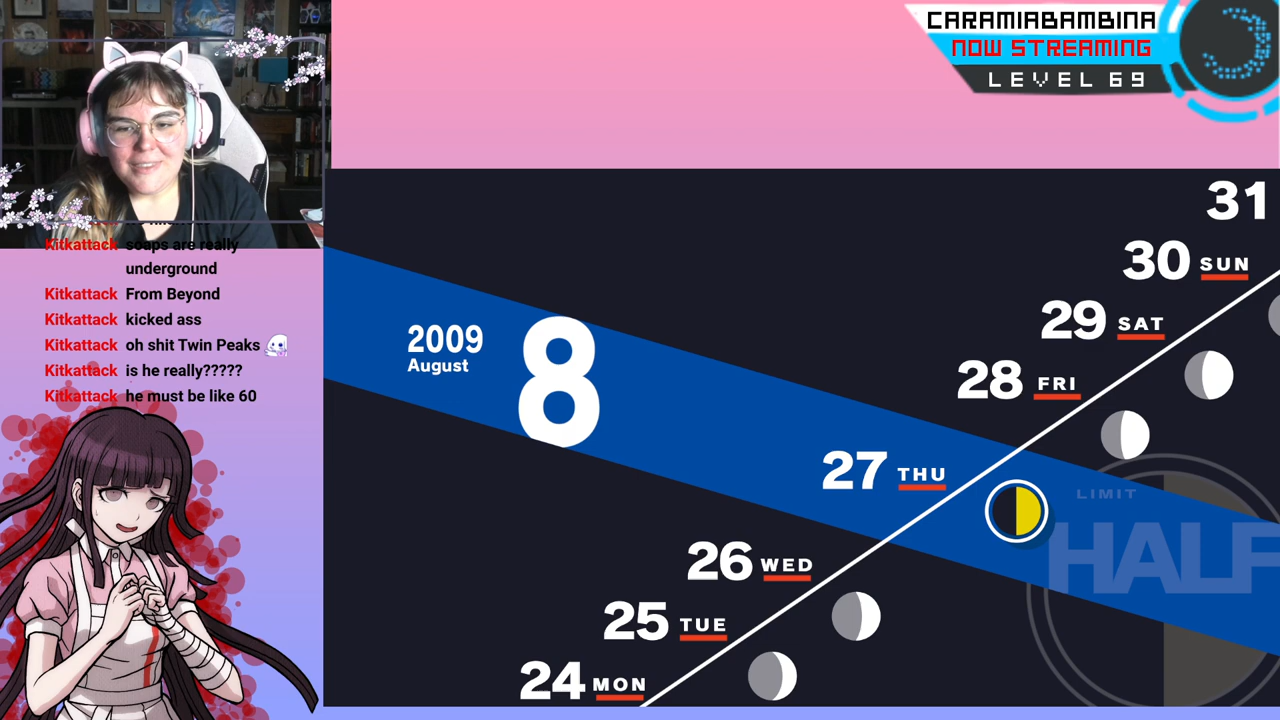 CARAMIABAMBINA
NOW STREAMING
LEVEL 69
Kitkattack soaps are really
underground
Kitkattack From Beyond
Kitkattack kicked ass
Kitkattack oh shit Twin Peaks
Kitkattack is he really?????
Kitkattack he must be like 60
2009
August
8
31
30 SUN
29 SAT
28 FRI
27 THU
26 WED
25 TUE
24 MON
LIMIT
HALF